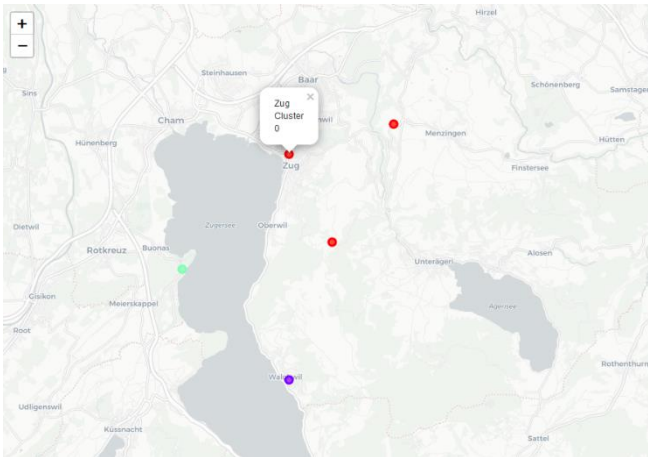 +
Hirzel
−
Steinhausen
Baar
Sins
Schönenberg
Samstager
Zug
×
Cluster
0
Cham
Menzingen
Hünenberg
Hütten
Zug
Finstersee
Dietwil
Zugersee
Oberwil
Rotkreuz
Buonas
Alosen
Unterägeri
Gisikon
Meierskappel
Ägerisee
Root
Rothenthurm
Walchwil
Udligenswil
Küssnacht
Sattel